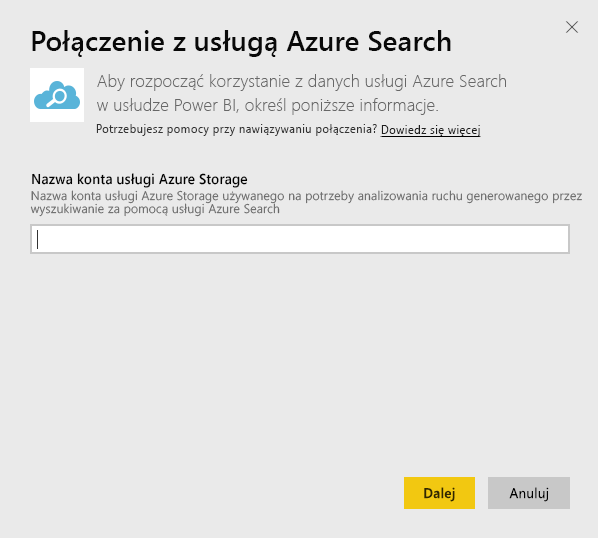 Połączenie z usługą Azure Search
Aby rozpocząć korzystanie z danych usługi Azure Search
w usłudze Power BI, określ poniższe informacje.
Potrzebujesz pomocy przy nawiązywaniu połączenia? Dowiedz się więcej
Nazwa konta usługi Azure Storage
Nazwa konta usługi Azure Storage używanego na potrzeby analizowania ruchu generowanego przez
wyszukiwanie za pomocą usługi Azure Search
Dalej
Anuluj